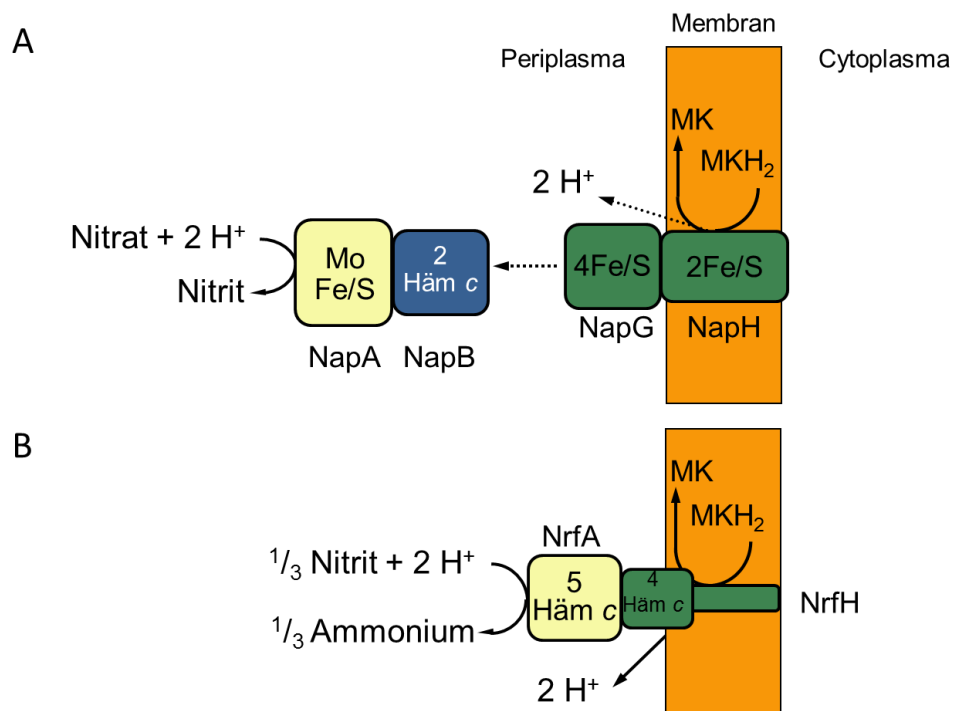 A
Membran
Periplasma
Cytoplasma
MK
MKH₂
2 H⁺
Nitrat + 2 H⁺
Nitrit
Mo
Fe/S
2
Häm c
4Fe/S
2Fe/S
NapA
NapB
NapG
NapH
B
MK
MKH₂
NrfA
¹/₃ Nitrit + 2 H⁺
¹/₃ Ammonium
5
Häm c
4
Häm c
NrfH
2 H⁺